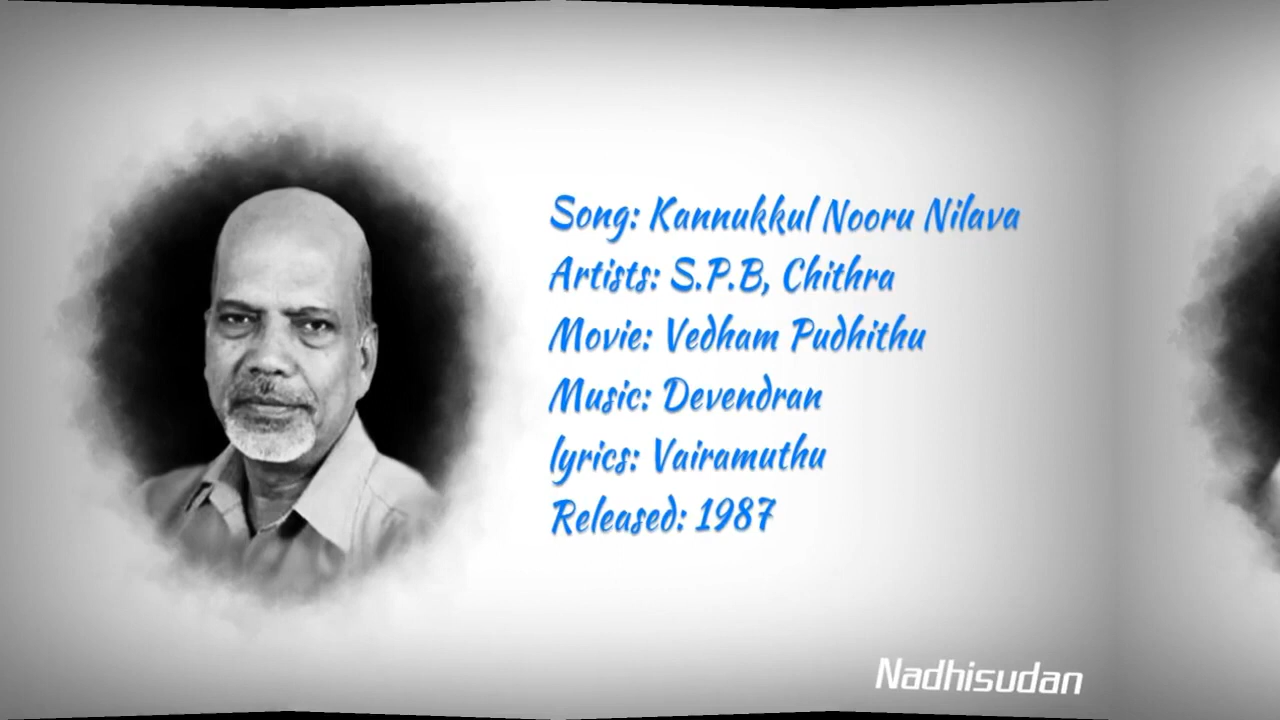 Song: Kannukkul Nooru Nilava
Artists: S.P.B, Chithra
Movie: Vedham Pudhithu
Music: Devendran
lyrics: Vairamuthu
Released: 1987
Nadhisudan